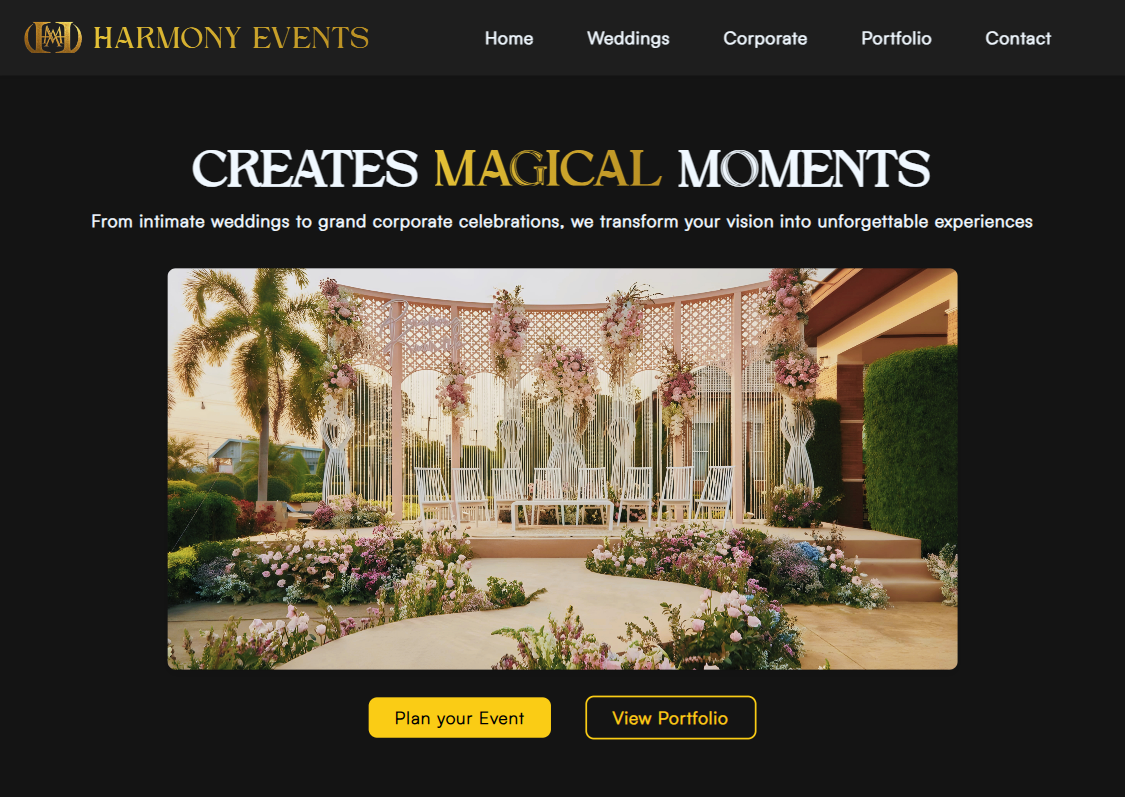 HARMONY EVENTS
Home Weddings Corporate Portfolio Contact
CREATES MAGICAL MOMENTS
From intimate weddings to grand corporate celebrations, we transform your vision into unforgettable experiences
Plan your Event
View Portfolio